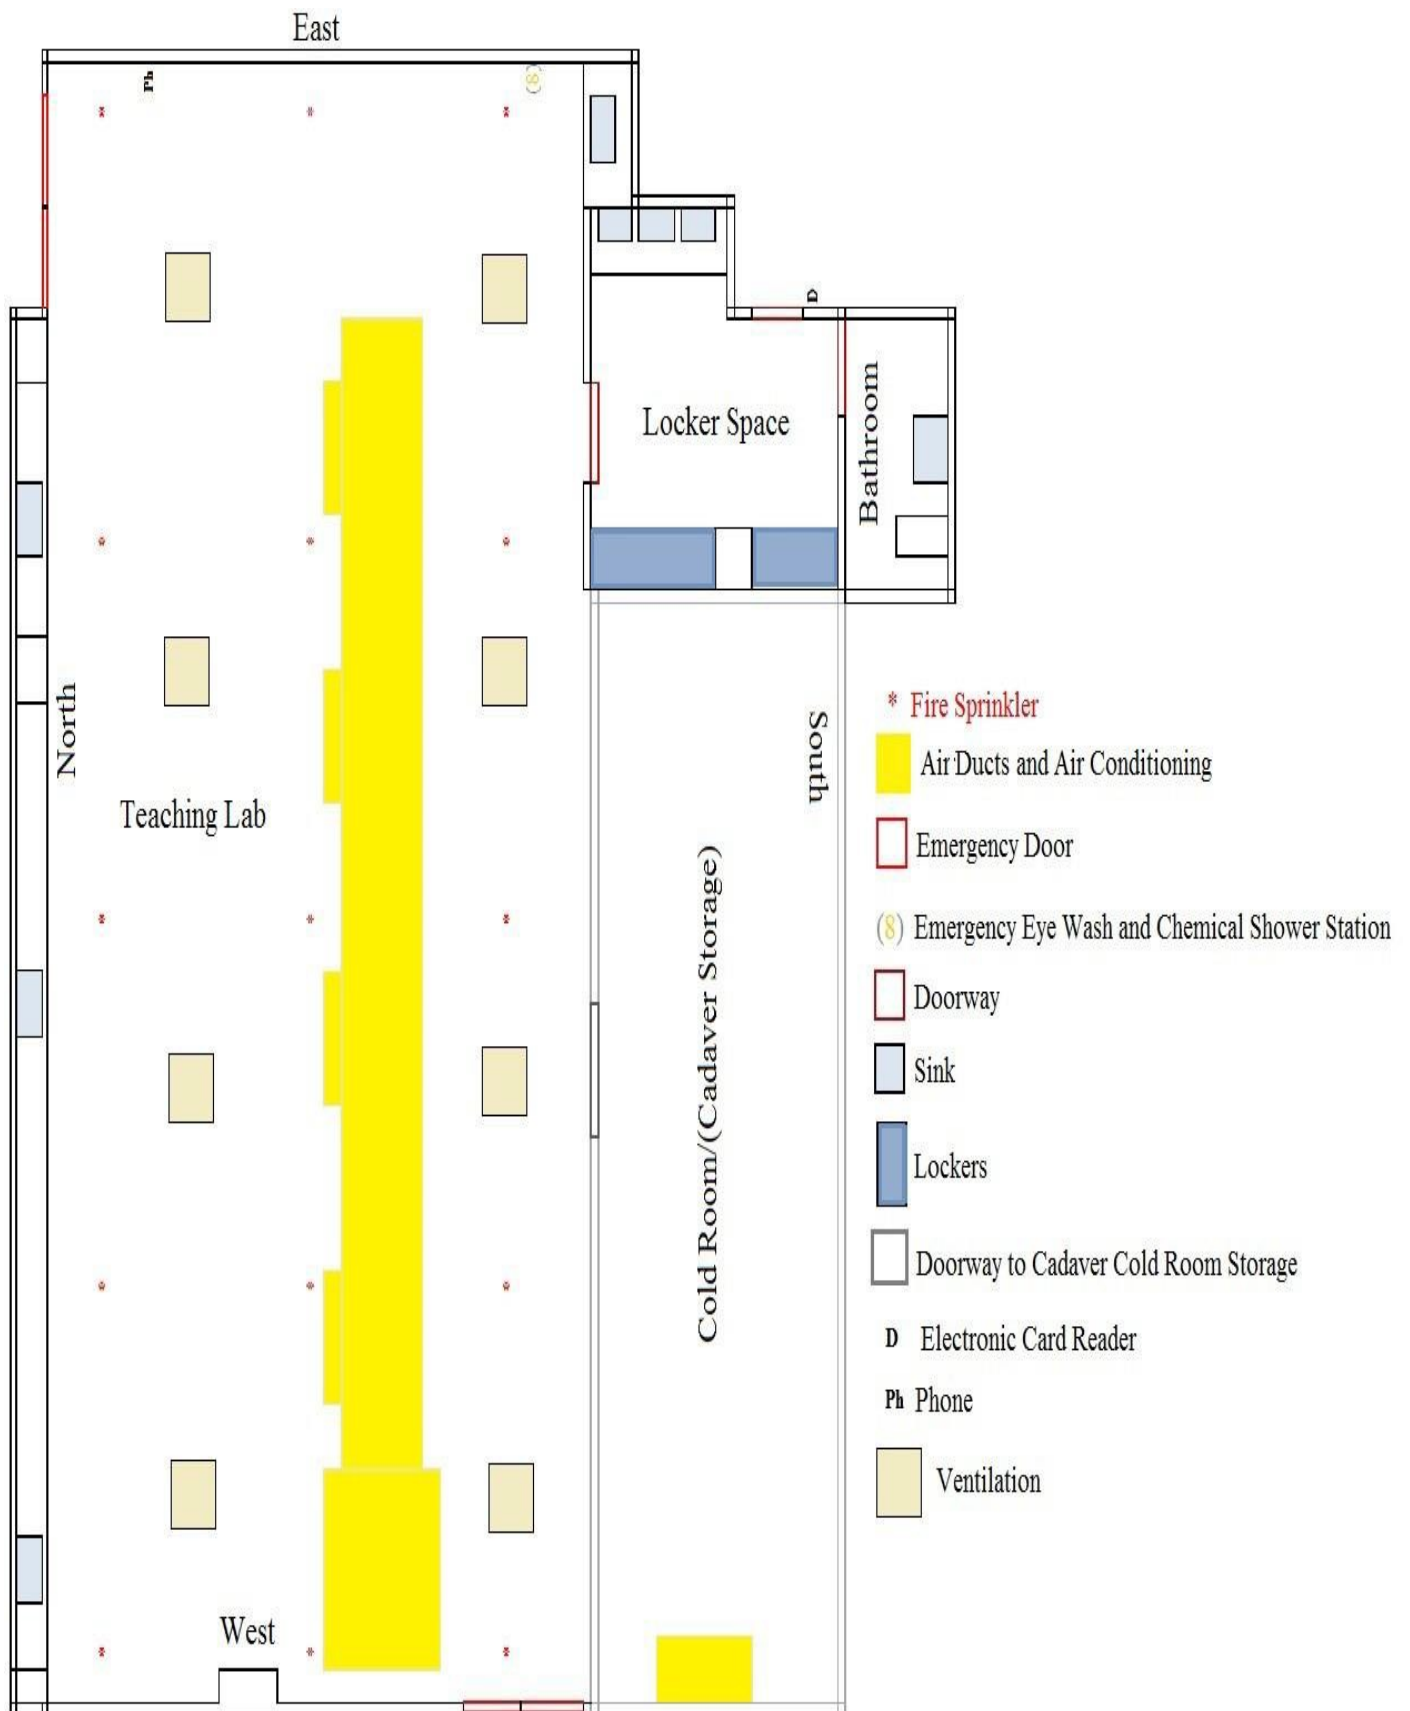 East
Ph
(8)
*
*
*
D
Locker Space
Bathroom
*
*
*
North
South
Teaching Lab
*
*
*
Cold Room/(Cadaver Storage)
*
*
*
West
*
*
*
* Fire Sprinkler
Air Ducts and Air Conditioning
Emergency Door
(8) Emergency Eye Wash and Chemical Shower Station
Doorway
Sink
Lockers
Doorway to Cadaver Cold Room Storage
D Electronic Card Reader
Ph Phone
Ventilation